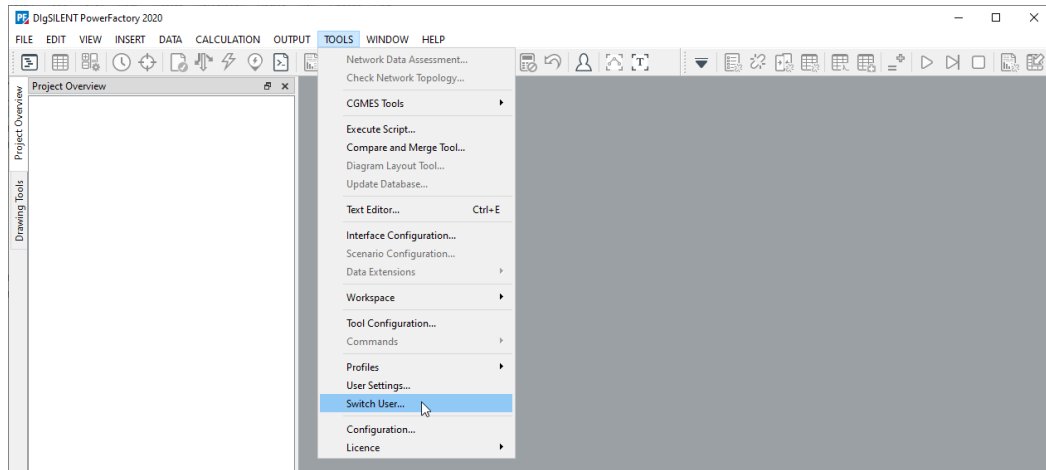 DIgSILENT PowerFactory 2020
FILE EDIT VIEW INSERT DATA CALCULATION OUTPUT TOOLS WINDOW HELP
Project Overview
Project Overview
Drawing Tools
Network Data Assessment...
Check Network Topology...
CGMES Tools
Execute Script...
Compare and Merge Tool...
Diagram Layout Tool...
Update Database...
Text Editor... Ctrl+E
Interface Configuration...
Scenario Configuration...
Data Extensions
Workspace
Tool Configuration...
Commands
Profiles
User Settings...
Switch User...
Configuration...
Licence